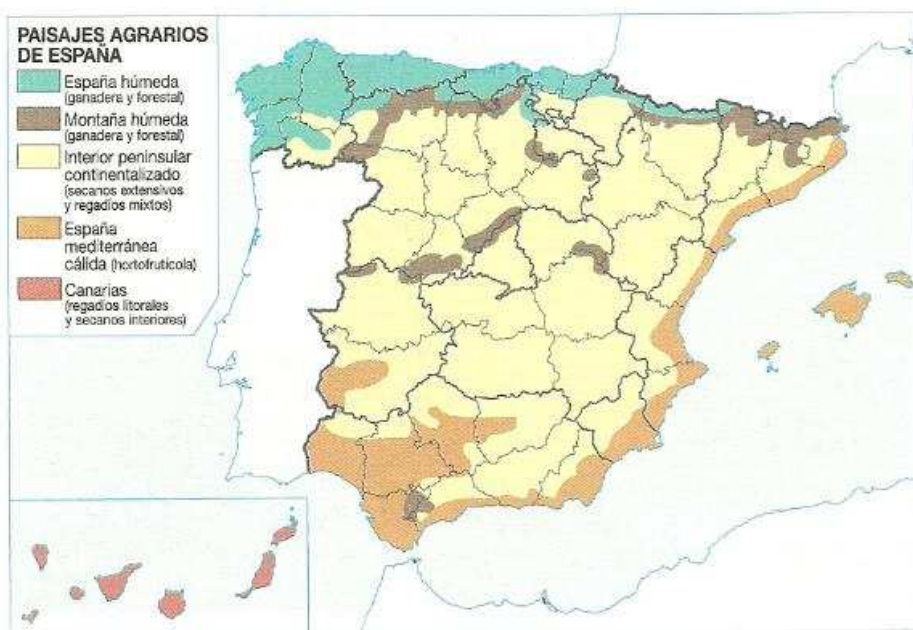 PAISAJES AGRARIOS
DE ESPAÑA
España húmeda
(ganadera y forestal)
Montaña húmeda
(ganadera y forestal)
Interior peninsular
continentalizado
(secanos extensivos
y regadíos mixtos)
España
mediterránea
cálida (hortofrutícola)
Canarias
(regadíos litorales
y secanos interiores)